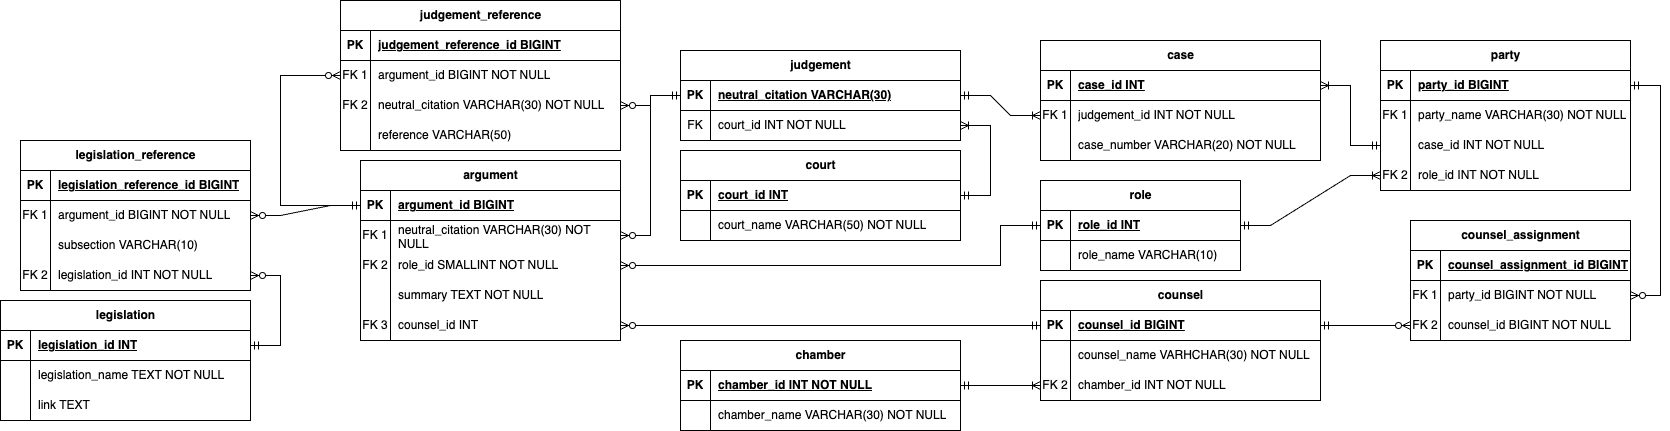 judgement_reference
PK judgement_reference_id BIGINT
FK 1 argument_id BIGINT NOT NULL
FK 2 neutral_citation VARCHAR(30) NOT NULL
reference VARCHAR(50)
judgement
PK neutral_citation VARCHAR(30)
FK court_id INT NOT NULL
case
PK case_id INT
FK 1 judgement_id INT NOT NULL
case_number VARCHAR(20) NOT NULL
party
PK party_id BIGINT
FK 1 party_name VARCHAR(30) NOT NULL
case_id INT NOT NULL
FK 2 role_id INT NOT NULL
legislation_reference
PK legislation_reference_id BIGINT
FK 1 argument_id BIGINT NOT NULL
subsection VARCHAR(10)
FK 2 legislation_id INT NOT NULL
argument
PK argument_id BIGINT
FK 1 neutral_citation VARCHAR(30) NOT
NULL
FK 2 role_id SMALLINT NOT NULL
summary TEXT NOT NULL
FK 3 counsel_id INT
court
PK court_id INT
court_name VARCHAR(50) NOT NULL
role
PK role_id INT
role_name VARCHAR(10)
counsel_assignment
PK counsel_assignment_id BIGINT
FK 1 party_id BIGINT NOT NULL
FK 2 counsel_id BIGINT NOT NULL
legislation
PK legislation_id INT
legislation_name TEXT NOT NULL
link TEXT
chamber
PK chamber_id INT NOT NULL
chamber_name VARCHAR(30) NOT NULL
counsel
PK counsel_id BIGINT
counsel_name VARHCHAR(30) NOT NULL
FK 2 chamber_id INT NOT NULL